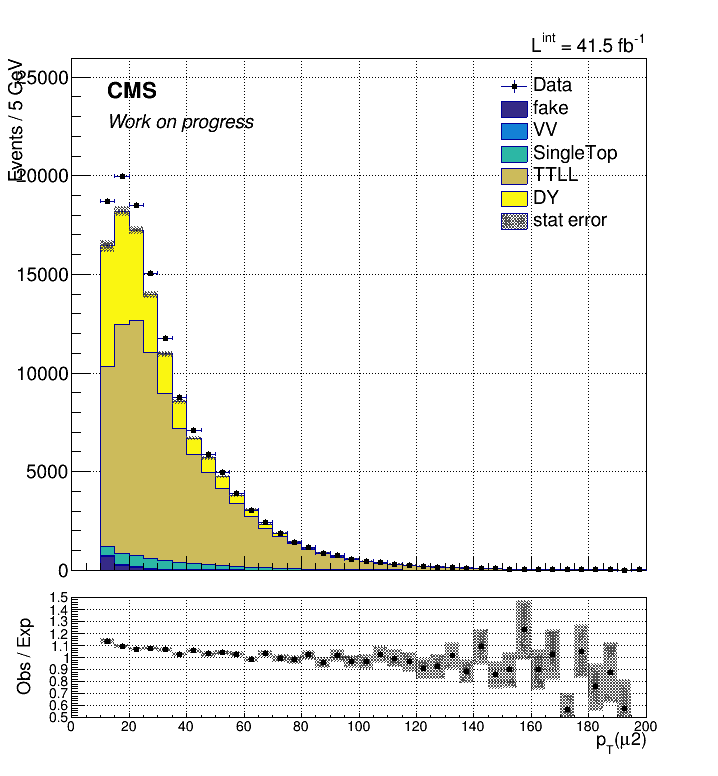 L^int = 41.5 fb^-1
Events / 5 GeV
25000
20000
15000
10000
5000
0
CMS
Work on progress
Data
fake
VV
SingleTop
TTLL
DY
stat error
Obs / Exp
1.5
1.4
1.3
1.2
1.1
1
0.9
0.8
0.7
0.6
0.5
0 20 40 60 80 100 120 140 160 180 200
p_T(μ2)